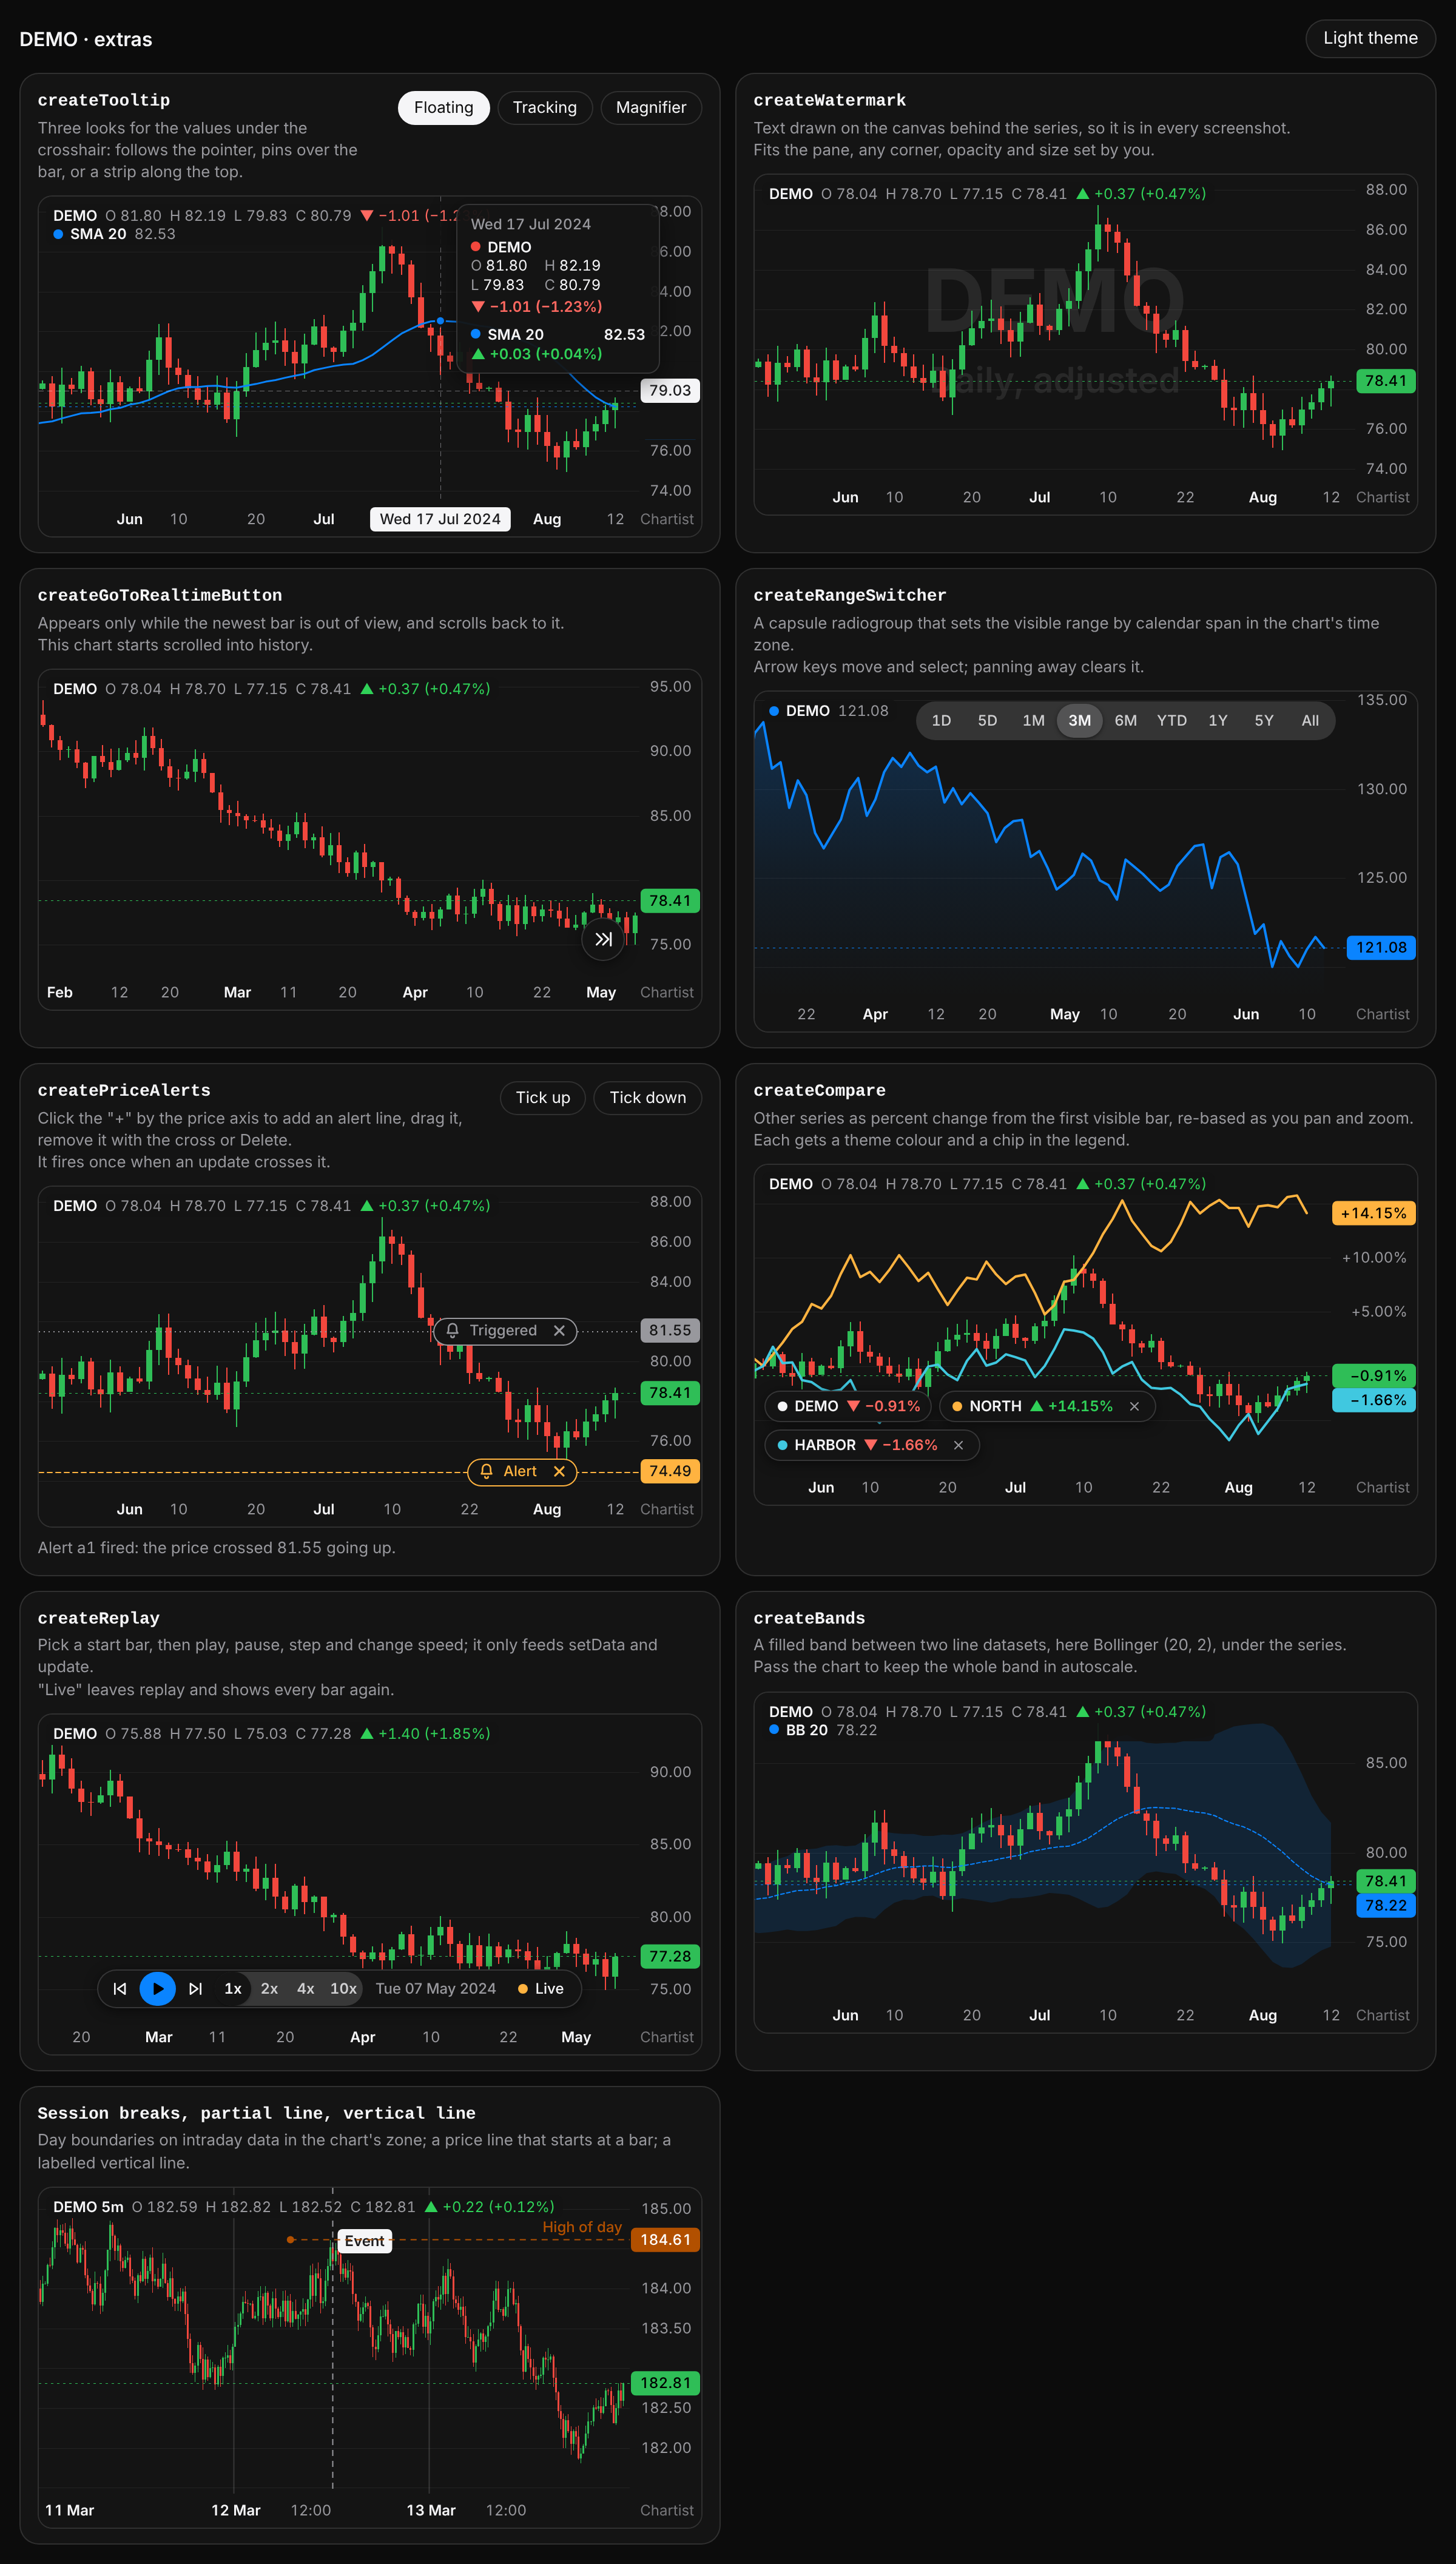 DEMO · extras
Light theme
createTooltip
Floating
Tracking
Magnifier
Three looks for the values under the
crosshair: follows the pointer, pins over the
bar, or a strip along the top.
DEMO O 81.80 H 82.19 L 79.83 C 80.79 ▼ −1.01 (−1.2
SMA 20 82.53
Wed 17 Jul 2024
DEMO
O 81.80 H 82.19
L 79.83 C 80.79
▼ −1.01 (−1.23%)
SMA 20 82.53
▲ +0.03 (+0.04%)
8.00
6.00
4.00
2.00
79.03
76.00
74.00
Jun 10 20 Jul Wed 17 Jul 2024 Aug 12 Chartist
createWatermark
Text drawn on the canvas behind the series, so it is in every screenshot.
Fits the pane, any corner, opacity and size set by you.
DEMO O 78.04 H 78.70 L 77.15 C 78.41 ▲ +0.37 (+0.47%)
DEMO
Daily, adjusted
88.00
86.00
84.00
82.00
80.00
78.41
76.00
74.00
Jun 10 20 Jul 10 22 Aug 12 Chartist
createGoToRealtimeButton
Appears only while the newest bar is out of view, and scrolls back to it.
This chart starts scrolled into history.
DEMO O 78.04 H 78.70 L 77.15 C 78.41 ▲ +0.37 (+0.47%)
95.00
90.00
85.00
78.41
75.00
Feb 12 20 Mar 11 20 Apr 10 22 May Chartist
createRangeSwitcher
A capsule radiogroup that sets the visible range by calendar span in the chart's time
zone.
Arrow keys move and select; panning away clears it.
DEMO 121.08
1D 5D 1M 3M 6M YTD 1Y 5Y All
135.00
130.00
125.00
121.08
22 Apr 12 20 May 10 20 Jun 10 Chartist
createPriceAlerts
Tick up
Tick down
Click the "+" by the price axis to add an alert line, drag it,
remove it with the cross or Delete.
It fires once when an update crosses it.
DEMO O 78.04 H 78.70 L 77.15 C 78.41 ▲ +0.37 (+0.47%)
88.00
86.00
84.00
Triggered
81.55
80.00
78.41
76.00
Alert
74.49
Jun 10 20 Jul 10 22 Aug 12 Chartist
Alert a1 fired: the price crossed 81.55 going up.
createCompare
Other series as percent change from the first visible bar, re-based as you pan and zoom.
Each gets a theme colour and a chip in the legend.
DEMO O 78.04 H 78.70 L 77.15 C 78.41 ▲ +0.37 (+0.47%)
+14.15%
+10.00%
+5.00%
−0.91%
−1.66%
DEMO ▼ −0.91%
NORTH ▲ +14.15%
HARBOR ▼ −1.66%
Jun 10 20 Jul 10 22 Aug 12 Chartist
createReplay
Pick a start bar, then play, pause, step and change speed; it only feeds setData and
update.
"Live" leaves replay and shows every bar again.
DEMO O 75.88 H 77.50 L 75.03 C 77.28 ▲ +1.40 (+1.85%)
90.00
85.00
80.00
77.28
75.00
1x 2x 4x 10x Tue 07 May 2024 Live
20 Mar 11 20 Apr 10 22 May Chartist
createBands
A filled band between two line datasets, here Bollinger (20, 2), under the series.
Pass the chart to keep the whole band in autoscale.
DEMO O 78.04 H 78.70 L 77.15 C 78.41 ▲ +0.37 (+0.47%)
BB 20 78.22
85.00
80.00
78.41
78.22
75.00
Jun 10 20 Jul 10 22 Aug 12 Chartist
Session breaks, partial line, vertical line
Day boundaries on intraday data in the chart's zone; a price line that starts at a bar; a
labelled vertical line.
DEMO 5m O 182.59 H 182.82 L 182.52 C 182.81 ▲ +0.22 (+0.12%)
185.00
High of day
184.61
Event
184.00
183.50
182.81
182.50
182.00
11 Mar 12 Mar 12:00 13 Mar 12:00 Chartist